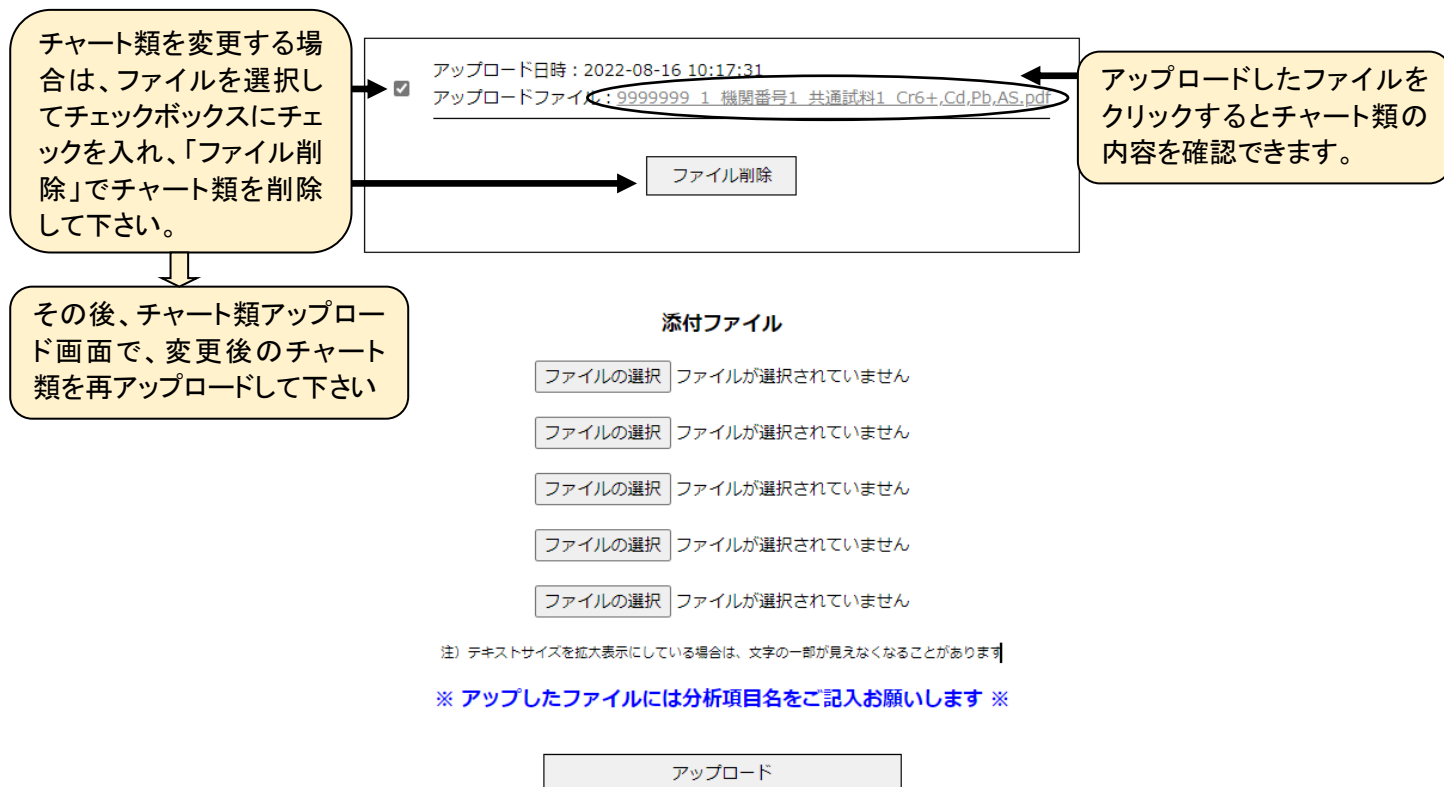 チャート類を変更する場
合は、ファイルを選択し
てチェックボックスにチェ
ックを入れ、「ファイル削
除」でチャート類を削除
して下さい。
アップロード日時：2022-08-16 10:17:31
アップロードファイル：9999999_1_機関番号1_共通試料1_Cr6+,Cd,Pb,AS.pdf
ファイル削除
アップロードしたファイルを
クリックするとチャート類の
内容を確認できます。
その後、チャート類アップロー
ド画面で、変更後のチャート
類を再アップロードして下さい
添付ファイル
ファイルの選択 ファイルが選択されていません
ファイルの選択 ファイルが選択されていません
ファイルの選択 ファイルが選択されていません
ファイルの選択 ファイルが選択されていません
ファイルの選択 ファイルが選択されていません
注）テキストサイズを拡大表示にしている場合は、文字の一部が見えなくなることがあります
※ アップしたファイルには分析項目名をご記入お願いします ※
アップロード